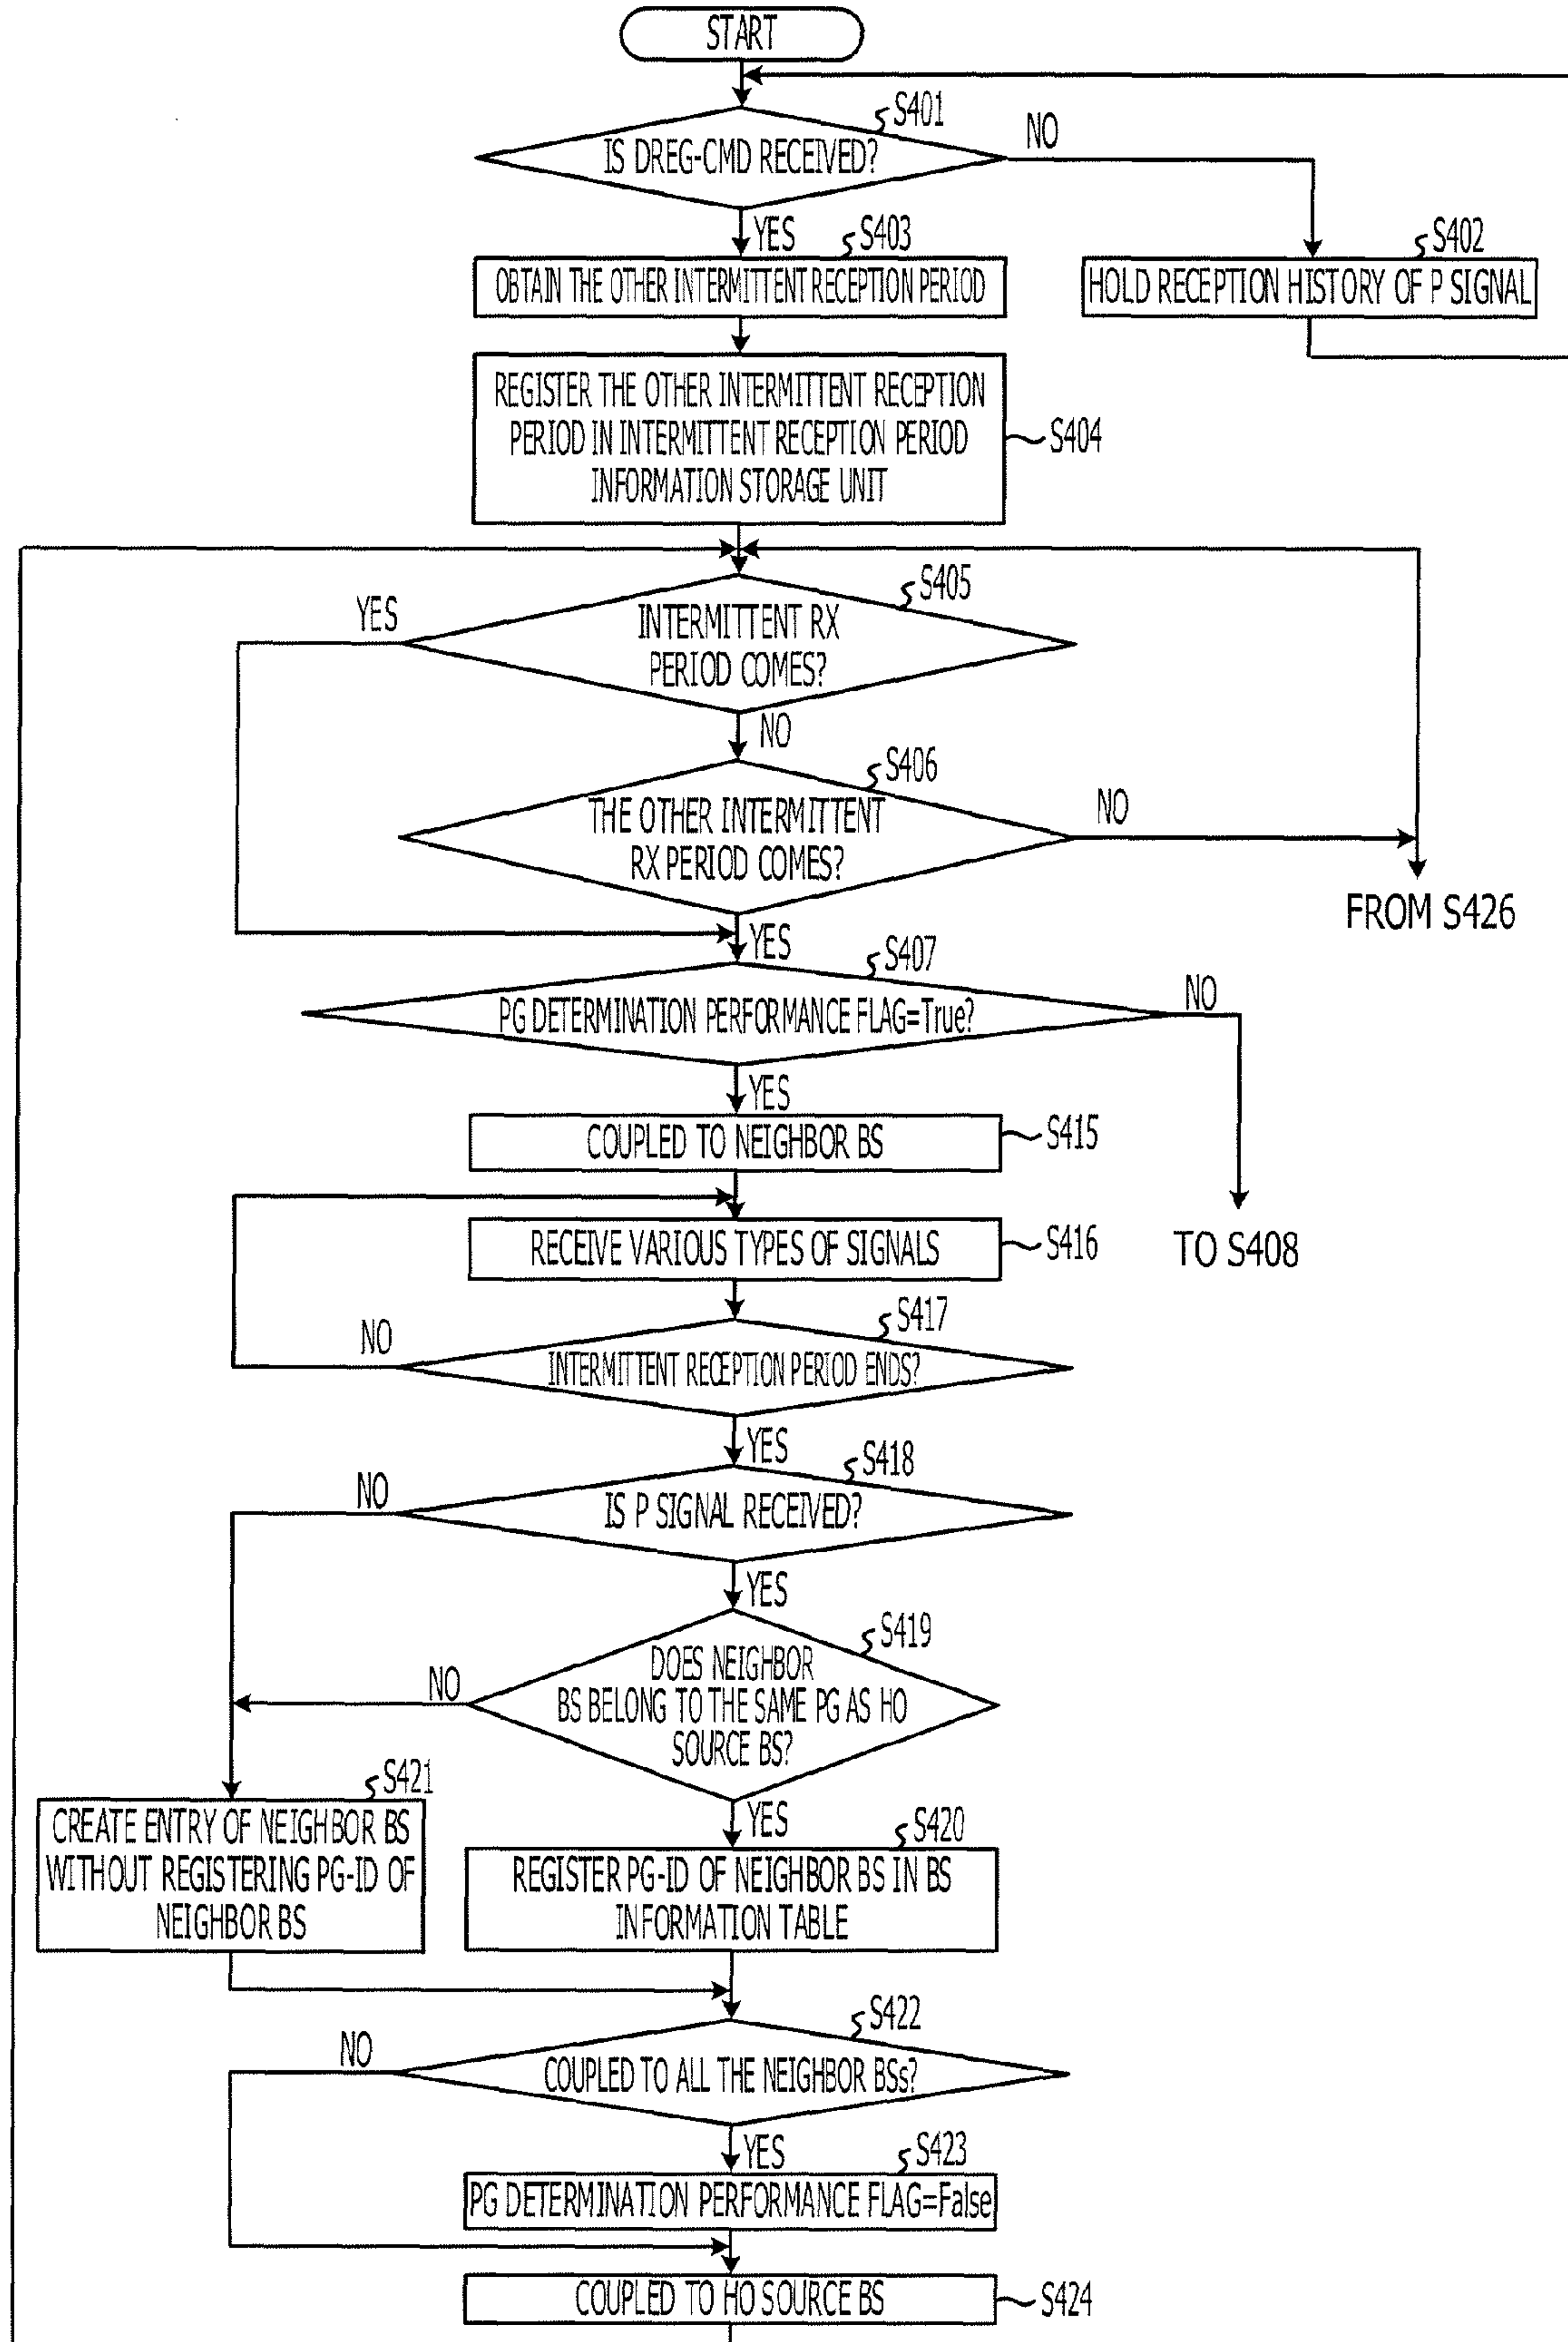 START
S401
IS DREG-CMD RECEIVED?
NO
YES
S403
OBTAIN THE OTHER INTERMITTENT RECEPTION PERIOD
S402
HOLD RECEPTION HISTORY OF P SIGNAL
REGISTER THE OTHER INTERMITTENT RECEPTION
PERIOD IN INTERMITTENT RECEPTION PERIOD
INFORMATION STORAGE UNIT
S404
S405
YES
INTERMITTENT RX
PERIOD COMES?
NO
S406
THE OTHER INTERMITTENT
RX PERIOD COMES?
NO
FROM S426
YES
S407
PG DETERMINATION PERFORMANCE FLAG=True?
NO
YES
COUPLED TO NEIGHBOR BS
S415
RECEIVE VARIOUS TYPES OF SIGNALS
S416
TO S408
S417
NO
INTERMITTENT RECEPTION PERIOD ENDS?
YES
S418
NO
IS P SIGNAL RECEIVED?
YES
S419
DOES NEIGHBOR
BS BELONG TO THE SAME PG AS HO
SOURCE BS?
NO
S421
CREATE ENTRY OF NEIGHBOR BS
WITHOUT REGISTERING PG-ID OF
NEIGHBOR BS
YES
S420
REGISTER PG-ID OF NEIGHBOR BS IN BS
INFORMATION TABLE
S422
NO
COUPLED TO ALL THE NEIGHBOR BSs?
YES
S423
PG DETERMINATION PERFORMANCE FLAG=False
COUPLED TO HO SOURCE BS
S424